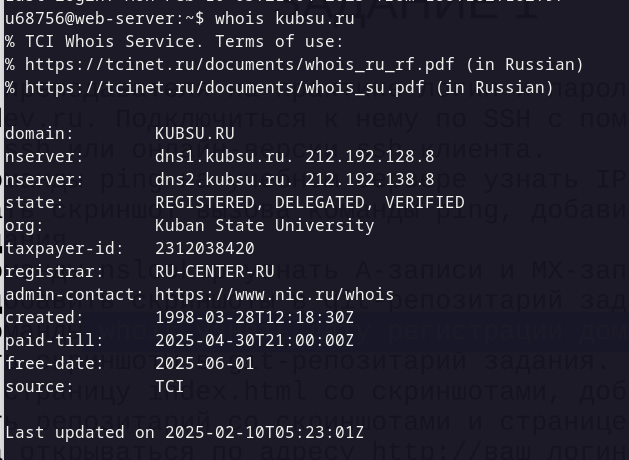 u68756@web-server:~$ whois kubsu.ru
% TCI Whois Service. Terms of use:
% https://tcinet.ru/documents/whois_ru_rf.pdf (in Russian)
% https://tcinet.ru/documents/whois_su.pdf (in Russian)
domain: KUBSU.RU
nserver: dns1.kubsu.ru. 212.192.128.8
nserver: dns2.kubsu.ru. 212.192.138.8
state: REGISTERED, DELEGATED, VERIFIED
org: Kuban State University
taxpayer-id: 2312038420
registrar: RU-CENTER-RU
admin-contact: https://www.nic.ru/whois
created: 1998-03-28T12:18:30Z
paid-till: 2025-04-30T21:00:00Z
free-date: 2025-06-01
source: TCI
Last updated on 2025-02-10T05:23:01Z